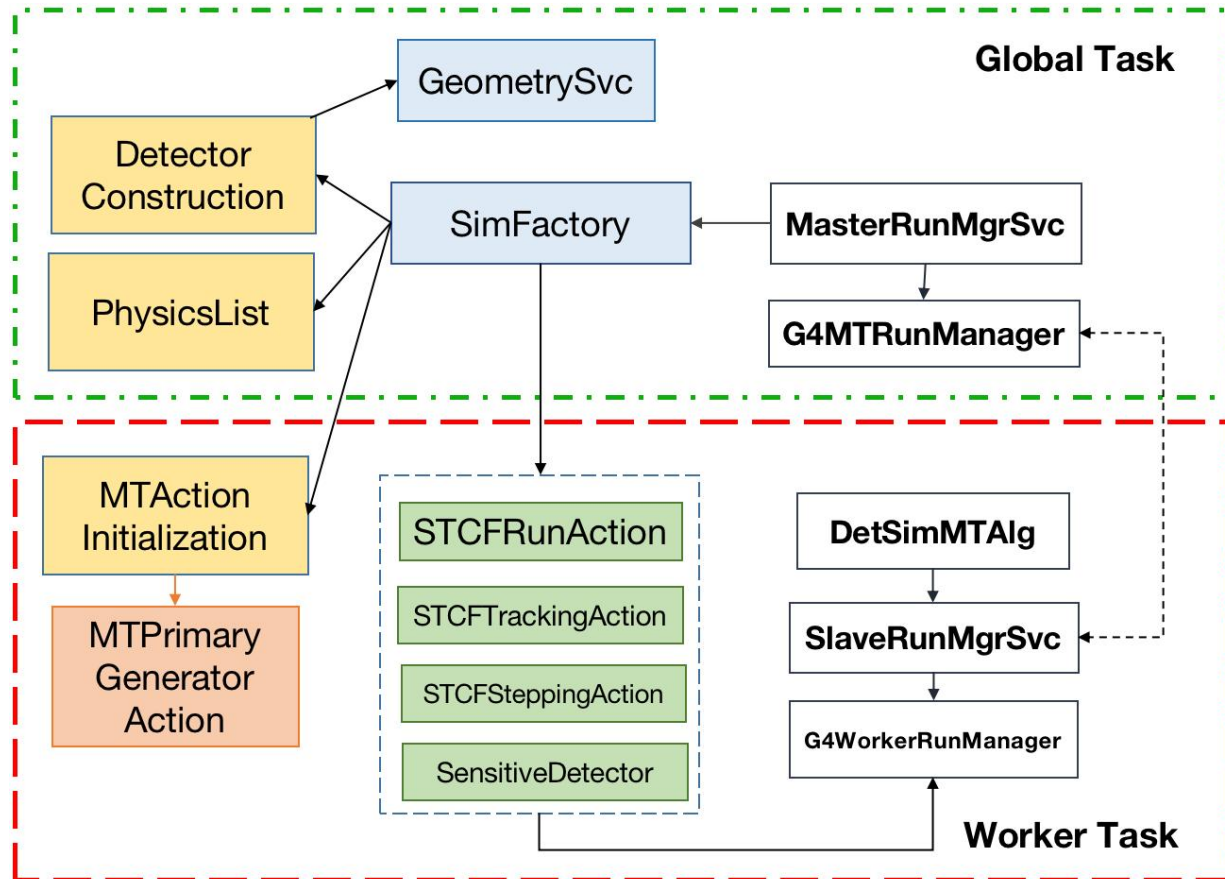 Global Task
GeometrySvc
Detector
Construction
SimFactory
MasterRunMgrSvc
PhysicsList
G4MTRunManager
MTAction
Initialization
STCFRunAction
DetSimMTAlg
STCFTrackingAction
SlaveRunMgrSvc
MTPrimary
Generator
Action
STCFSteppingAction
G4WorkerRunManager
SensitiveDetector
Worker Task